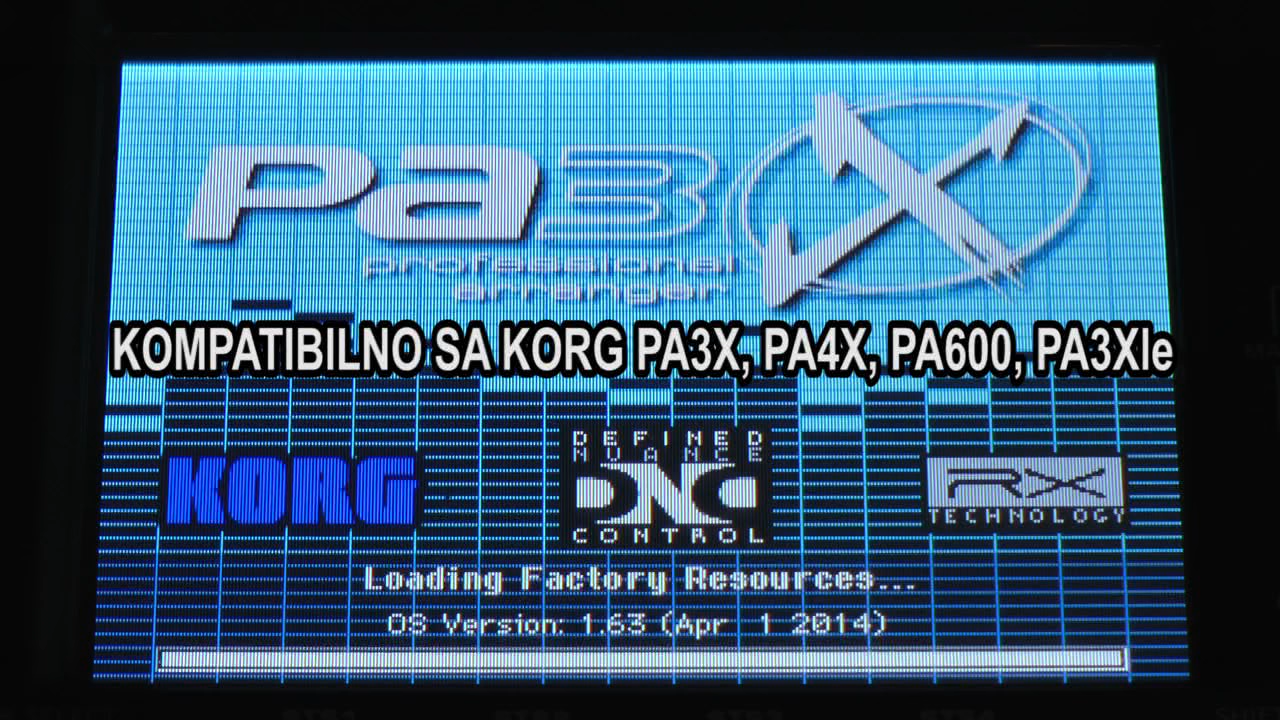 Pa3X
professional
arranger
KOMPATIBILNO SA KORG PA3X, PA4X, PA600, PA3XIe
KORG
DEFINED
NUANCE
DNC
CONTROL
RX
TECHNOLOGY
Loading Factory Resources...
OS Version: 1.63 (Apr 1 2014)